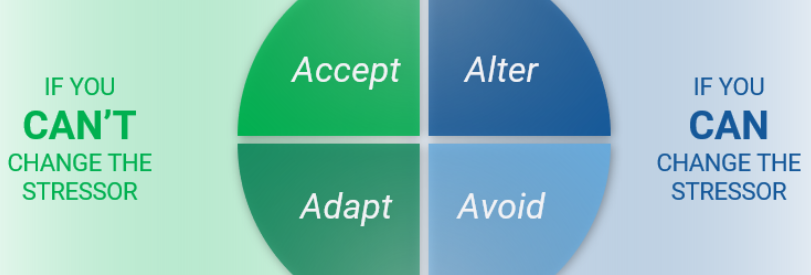 IF YOU
CAN'T
CHANGE THE
STRESSOR
Accept
Alter
Adapt
Avoid
IF YOU
CAN
CHANGE THE
STRESSOR